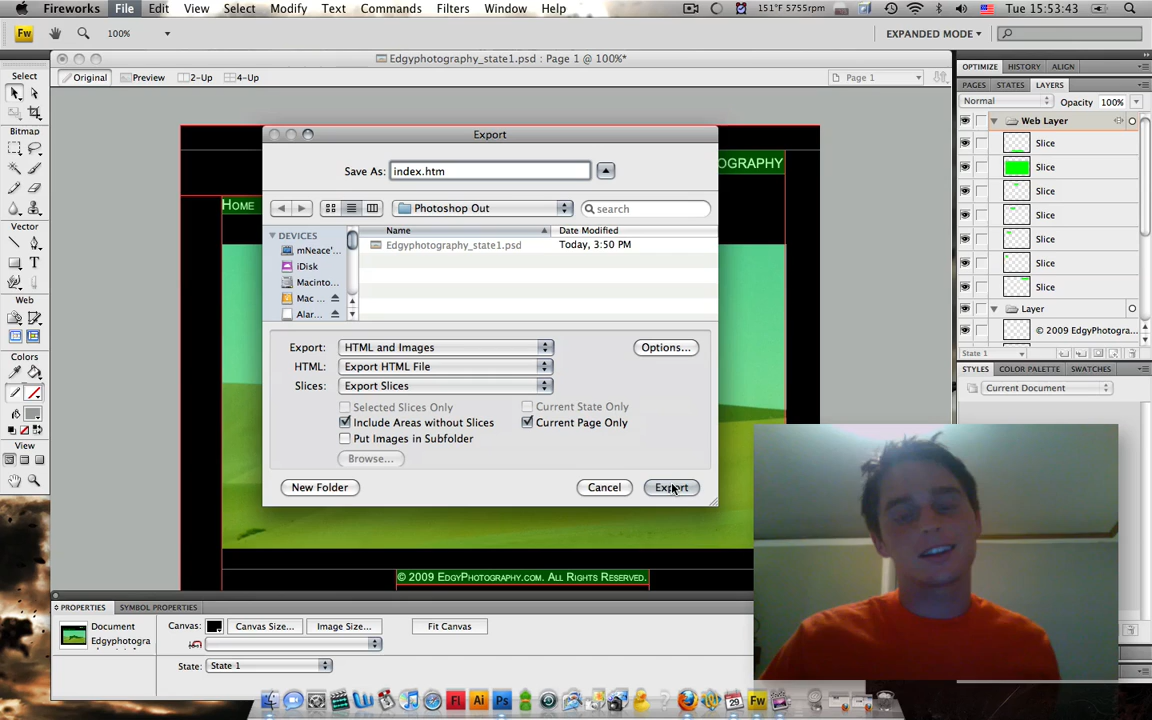 Fireworks File Edit View Select Modify Text Commands Filters Window Help 151°F 5755rpm Tue 15:53:43
Fw 100% EXPANDED MODE
Edgyphotography_state1.psd : Page 1 @ 100%*
Original Preview 2-Up 4-Up Page 1
Select
Bitmap
Vector
Web
Colors
View
OPTIMIZE HISTORY ALIGN
PAGES STATES LAYERS
Normal Opacity 100%
Web Layer
Slice
Slice
Slice
Slice
Slice
Slice
Slice
Layer
© 2009 EdgyPhotogra...
State 1
STYLES COLOR PALETTE SWATCHES
Current Document
OGRAPHY
HOME
Export
Save As: index.htm
Photoshop Out search
DEVICES
mNeace'...
iDisk
Macinto...
Mac ...
Alar...
Name Date Modified
Edgyphotography_state1.psd Today, 3:50 PM
Export: HTML and Images Options...
HTML: Export HTML File
Slices: Export Slices
Selected Slices Only Current State Only
Include Areas without Slices Current Page Only
Put Images in Subfolder
Browse...
New Folder Cancel Export
© 2009 EDGYPHOTOGRAPHY.COM. ALL RIGHTS RESERVED.
PROPERTIES SYMBOL PROPERTIES
Document
Edgyphotogra
Canvas: Canvas Size... Image Size... Fit Canvas
State: State 1
Fl Ai Ps 29 Fw